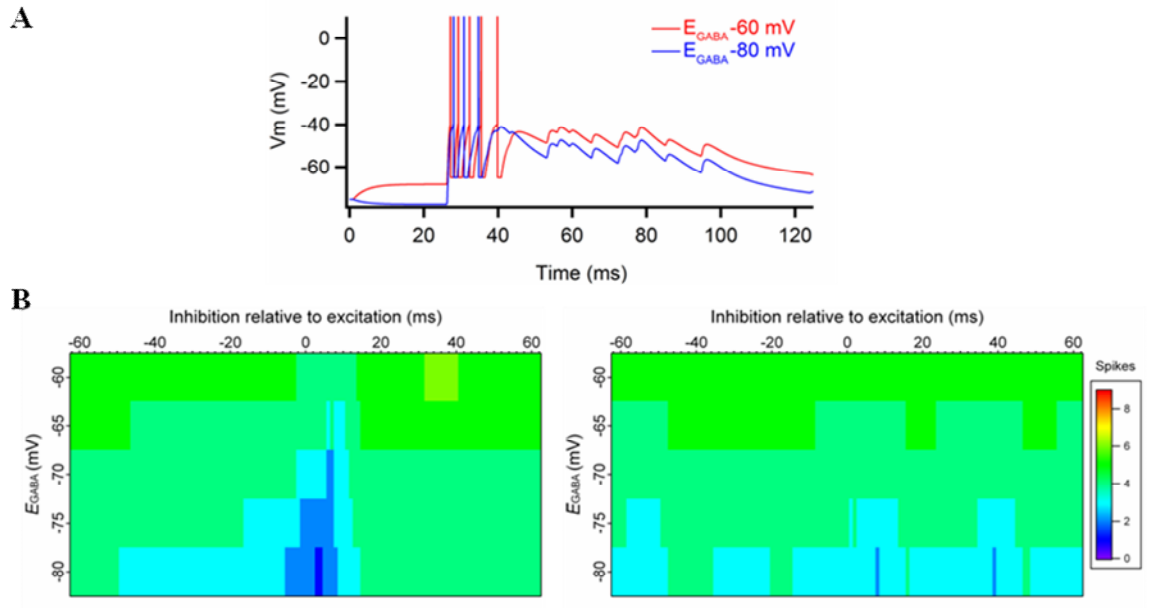 A
0
-20
-40
-60
Vm (mV)
E_GABA -60 mV
E_GABA -80 mV
0 20 40 60 80 100 120
Time (ms)
B
Inhibition relative to excitation (ms)
-60 -40 -20 0 20 40 60
-60
-65
-70
-75
-80
E_GABA (mV)
Inhibition relative to excitation (ms)
-60 -40 -20 0 20 40 60
-60
-65
-70
-75
-80
E_GABA (mV)
Spikes
8
6
4
2
0